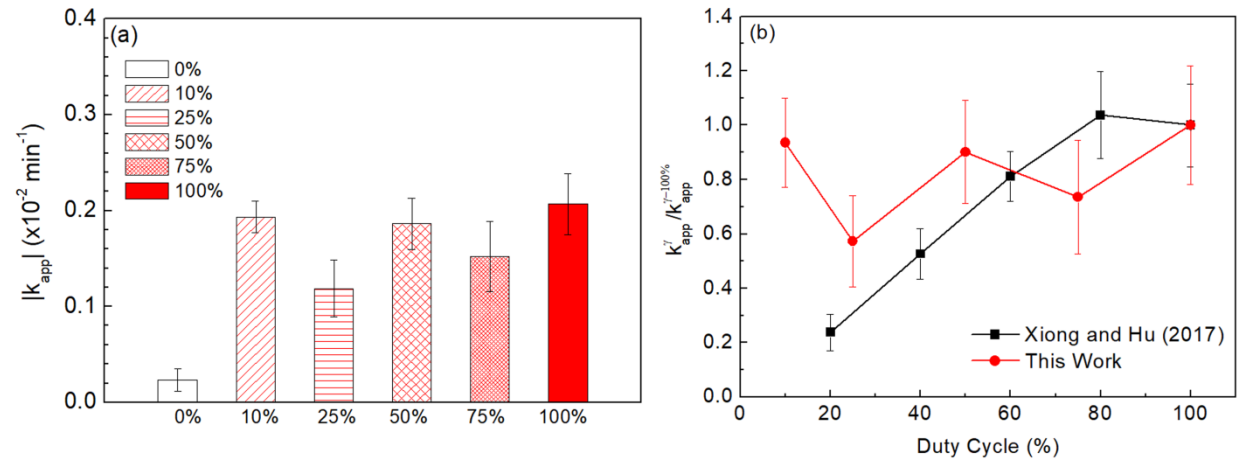 (a)
0%
10%
25%
50%
75%
100%
|k_app| (x10^-2 min^-1)
0.4
0.3
0.2
0.1
0.0
0% 10% 25% 50% 75% 100%
(b)
k^γ_app/k^γ=100%_app
1.4
1.2
1.0
0.8
0.6
0.4
0.2
0.0
Xiong and Hu (2017)
This Work
0 20 40 60 80 100
Duty Cycle (%)